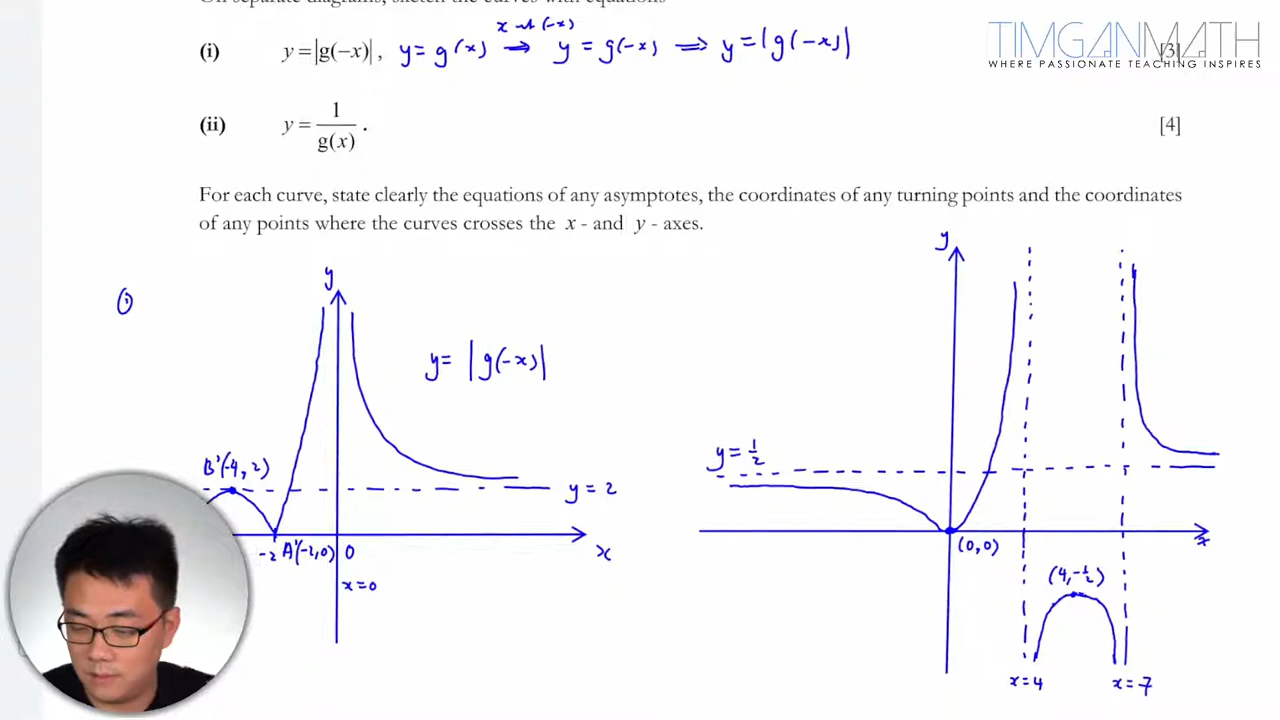 On separate diagrams, sketch the curves with equations
x → (-x)
(i) y = |g(−x)|, y = g(x) → y = g(-x) ⟹ y = |g(-x)| [3]
TIMGANMATH
WHERE PASSIONATE TEACHING INSPIRES
(ii) y = 1/g(x) . [4]
For each curve, state clearly the equations of any asymptotes, the coordinates of any turning points and the coordinates
of any points where the curves crosses the x - and y - axes.
(i)
y
y = |g(-x)|
B'(-4, 2)
y = 2
-2 A'(-2,0) 0
x
x=0
y
y = 1/2
x
(0,0)
(4,-1/2)
x=4
x=7